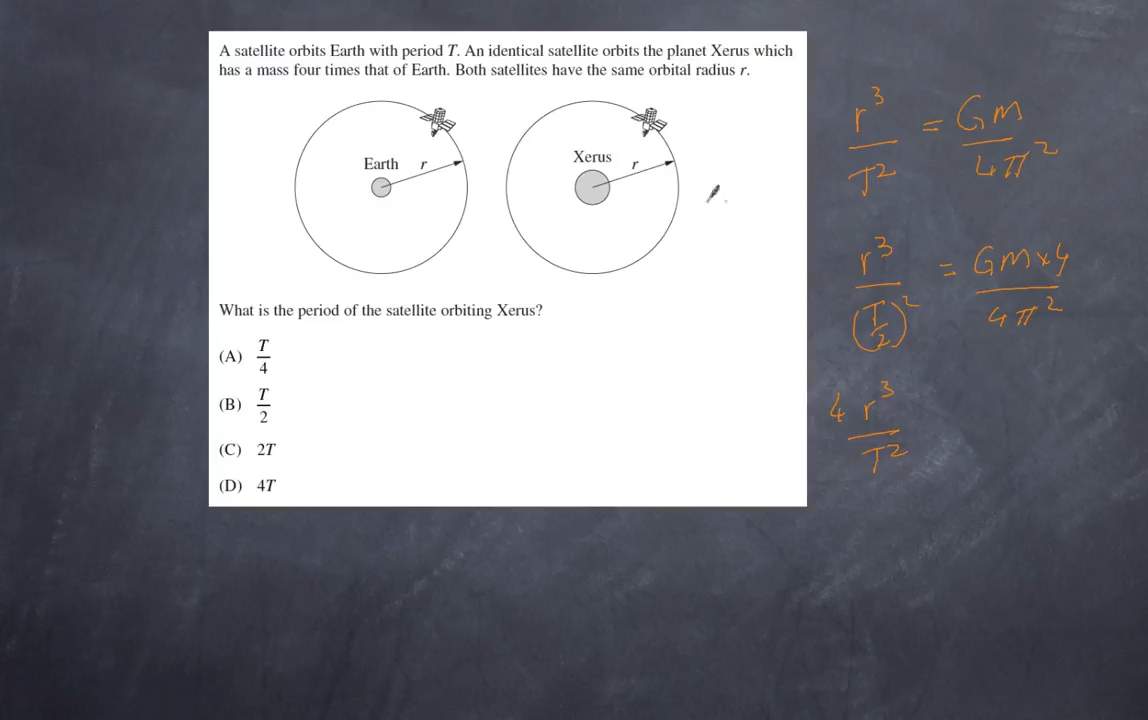 A satellite orbits Earth with period T. An identical satellite orbits the planet Xerus which
has a mass four times that of Earth. Both satellites have the same orbital radius r.
Earth r
Xerus r
What is the period of the satellite orbiting Xerus?
(A) T/4
(B) T/2
(C) 2T
(D) 4T
r³/T² = GM/4π²
r³/(T/2)² = GM×4/4π²
4r³/T²